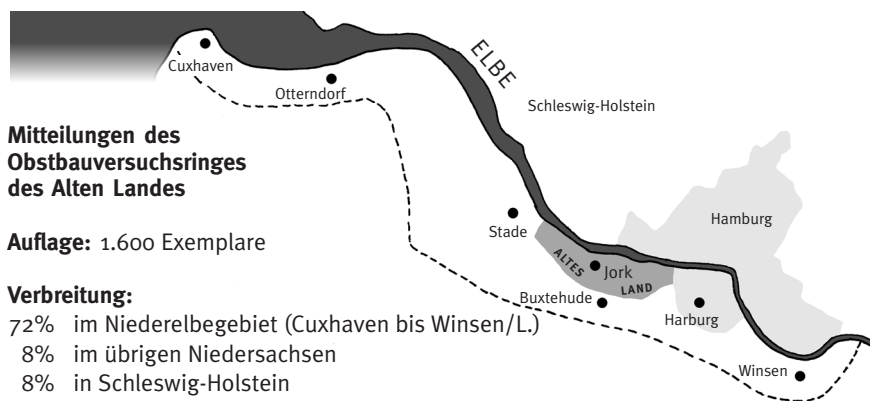 ELBE
Cuxhaven
Otterndorf
Schleswig-Holstein
Mitteilungen des
Obstbauversuchsringes
des Alten Landes
Hamburg
Stade
Auflage: 1.600 Exemplare
ALTES
Jork
LAND
Verbreitung:
Buxtehude
Harburg
72% im Niederelbegebiet (Cuxhaven bis Winsen/L.)
8% im übrigen Niedersachsen
Winsen
8% in Schleswig-Holstein